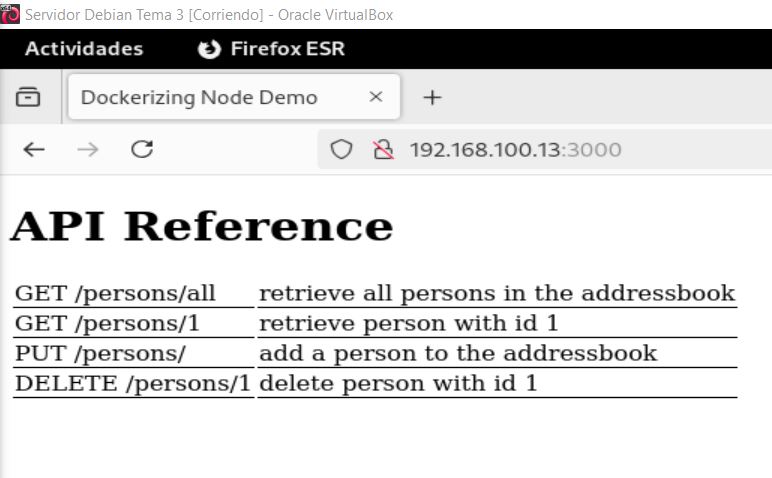 Servidor Debian Tema 3 [Corriendo] - Oracle VirtualBox
Actividades Firefox ESR
Dockerizing Node Demo
192.168.100.13:3000
API Reference
GET /persons/all retrieve all persons in the addressbook
GET /persons/1 retrieve person with id 1
PUT /persons/ add a person to the addressbook
DELETE /persons/1 delete person with id 1